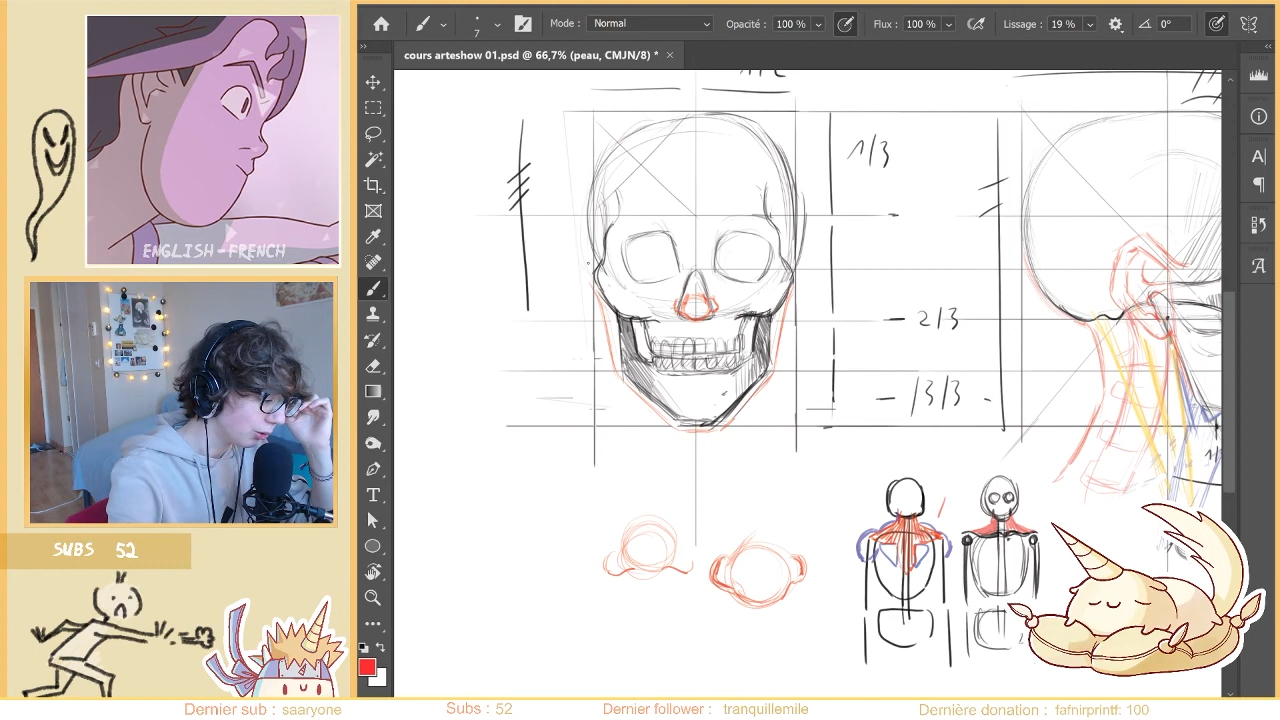 Mode : Normal Opacité : 100 % Flux : 100 % Lissage : 19 % 0°
7
cours arteshow 01.psd @ 66,7% (peau, CMJN/8) * ×
1/3
2/3
3/3
ENGLISH-FRENCH
SUBS 52
Dernier sub : saaryone Subs : 52 Dernier follower : tranquillemile Dernière donation : fafnirprintf: 100